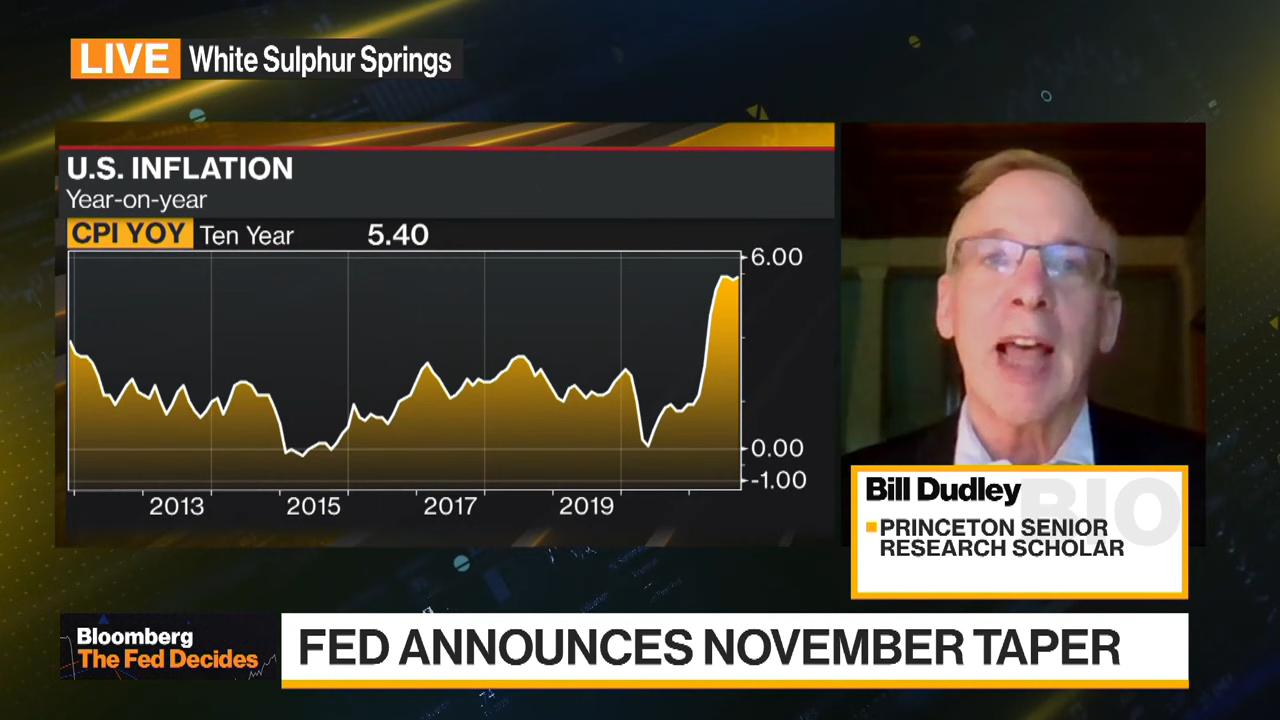 LIVE White Sulphur Springs
U.S. INFLATION
Year-on-year
CPI YOY Ten Year 5.40
6.00
0.00
-1.00
2013 2015 2017 2019
BIO
Bill Dudley
PRINCETON SENIOR
RESEARCH SCHOLAR
Bloomberg
The Fed Decides
FED ANNOUNCES NOVEMBER TAPER